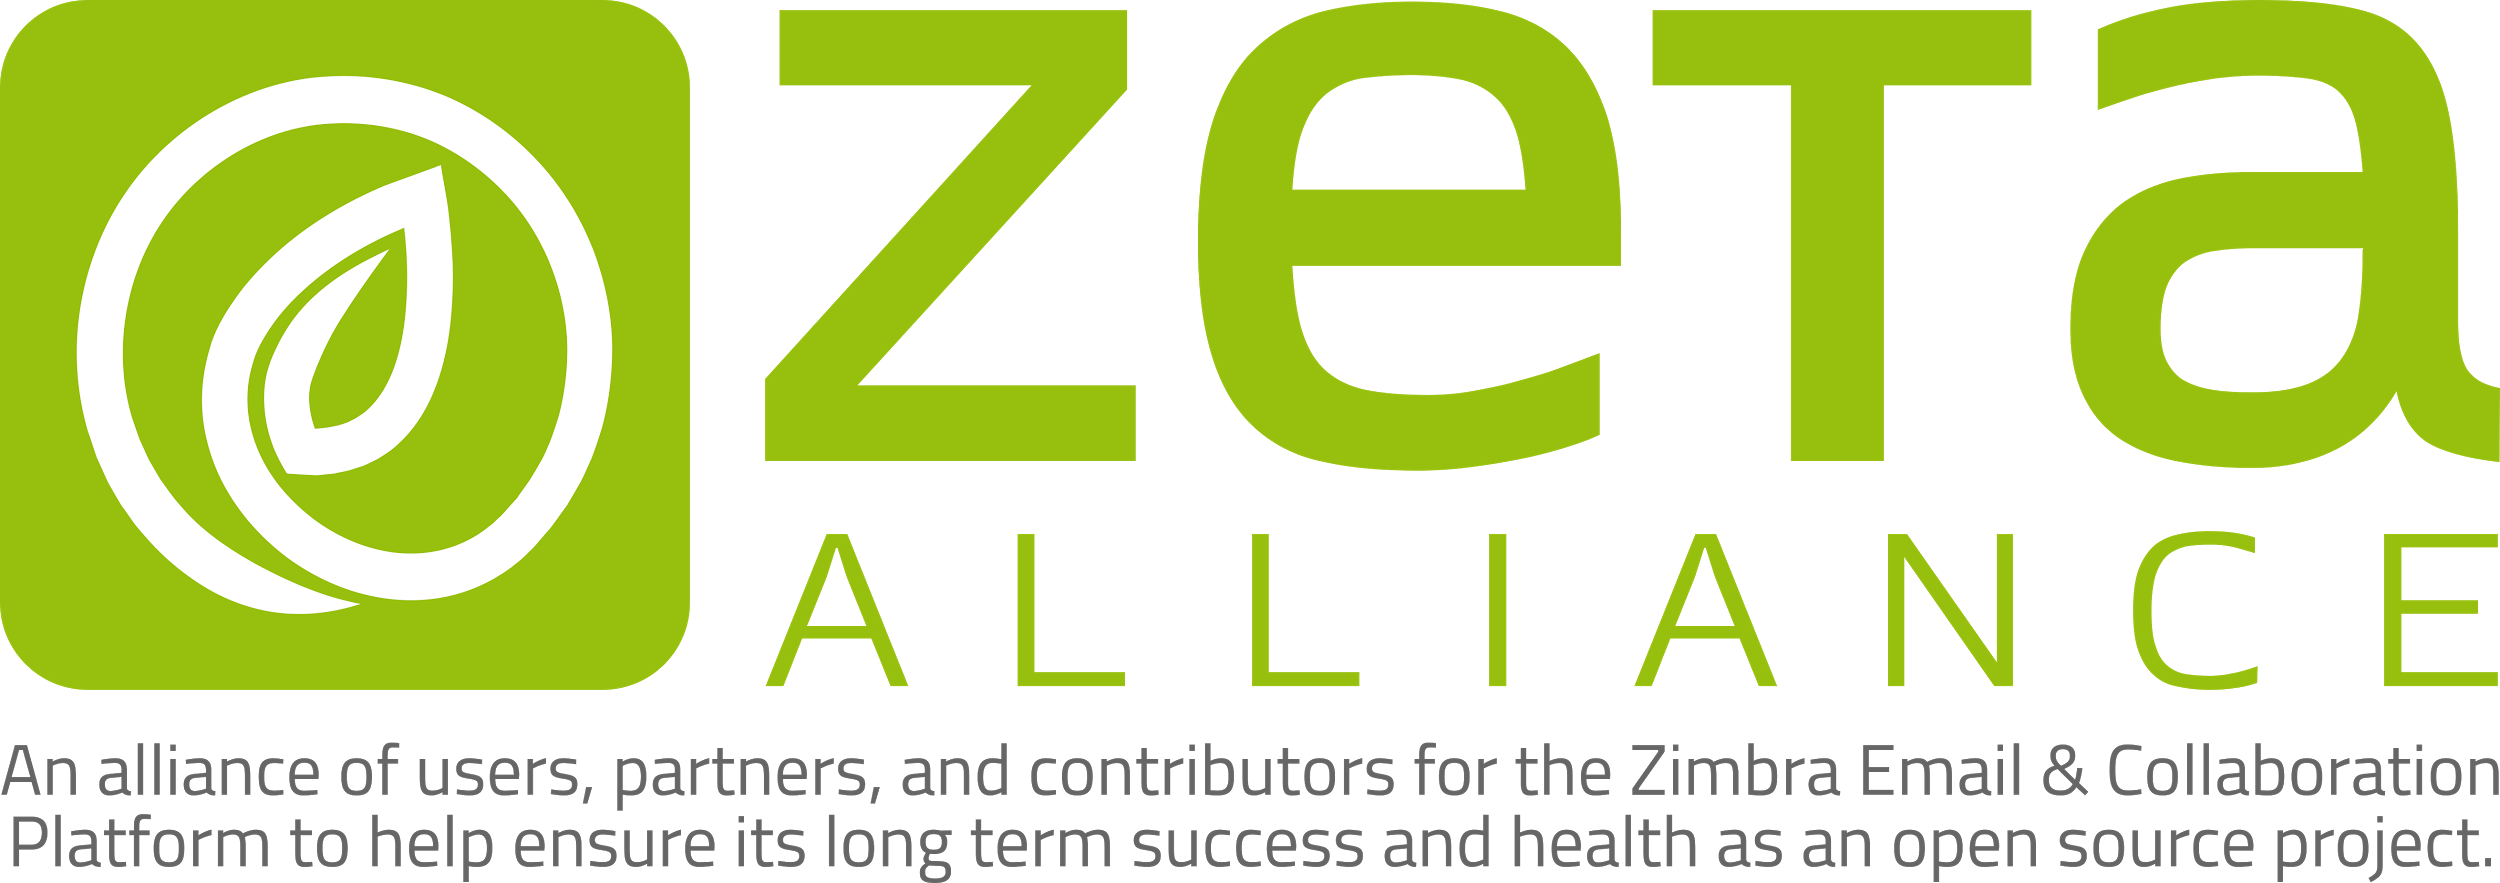 zeta
ALLIANCE
An alliance of users, partners, and contributors for the Zimbra Email & Collaboration
Platform to help ensure its long term success and health as an open source project.